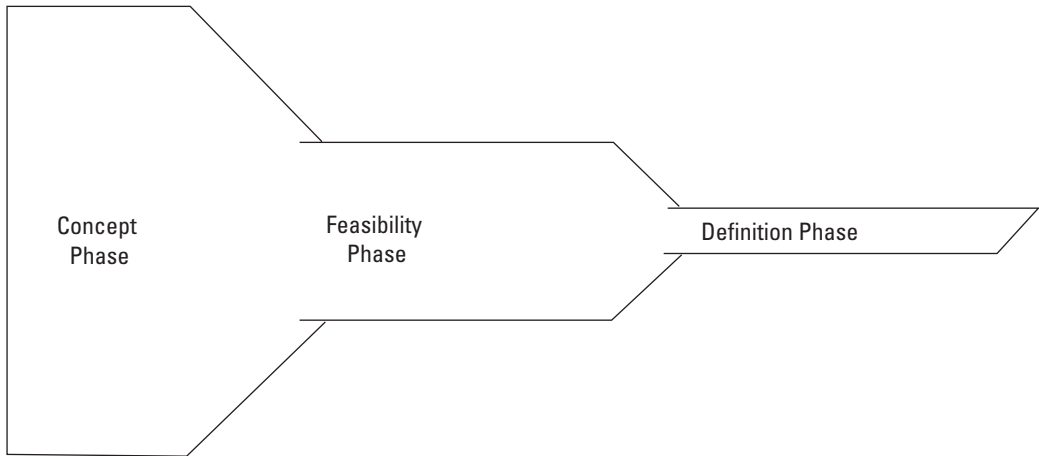 Concept
Phase
Feasibility
Phase
Definition Phase